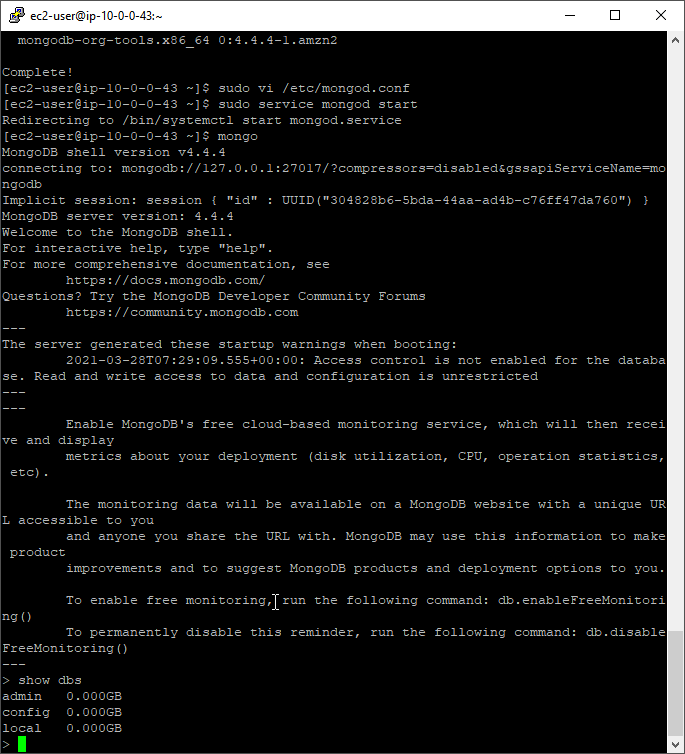 ec2-user@ip-10-0-0-43:~
  mongodb-org-tools.x86_64 0:4.4.4-1.amzn2
Complete!
[ec2-user@ip-10-0-0-43 ~]$ sudo vi /etc/mongod.conf
[ec2-user@ip-10-0-0-43 ~]$ sudo service mongod start
Redirecting to /bin/systemctl start mongod.service
[ec2-user@ip-10-0-0-43 ~]$ mongo
MongoDB shell version v4.4.4
connecting to: mongodb://127.0.0.1:27017/?compressors=disabled&gssapiServiceName=mo
ngodb
Implicit session: session { "id" : UUID("304828b6-5bda-44aa-ad4b-c76ff47da760") }
MongoDB server version: 4.4.4
Welcome to the MongoDB shell.
For interactive help, type "help".
For more comprehensive documentation, see
        https://docs.mongodb.com/
Questions? Try the MongoDB Developer Community Forums
        https://community.mongodb.com
---
The server generated these startup warnings when booting:
        2021-03-28T07:29:09.555+00:00: Access control is not enabled for the databa
se. Read and write access to data and configuration is unrestricted
---
---
        Enable MongoDB's free cloud-based monitoring service, which will then recei
ve and display
        metrics about your deployment (disk utilization, CPU, operation statistics,
 etc).
        The monitoring data will be available on a MongoDB website with a unique UR
L accessible to you
        and anyone you share the URL with. MongoDB may use this information to make
 product
        improvements and to suggest MongoDB products and deployment options to you.
        To enable free monitoring, run the following command: db.enableFreeMonitori
ng()
        To permanently disable this reminder, run the following command: db.disable
FreeMonitoring()
---
> show dbs
admin   0.000GB
config  0.000GB
local   0.000GB
>